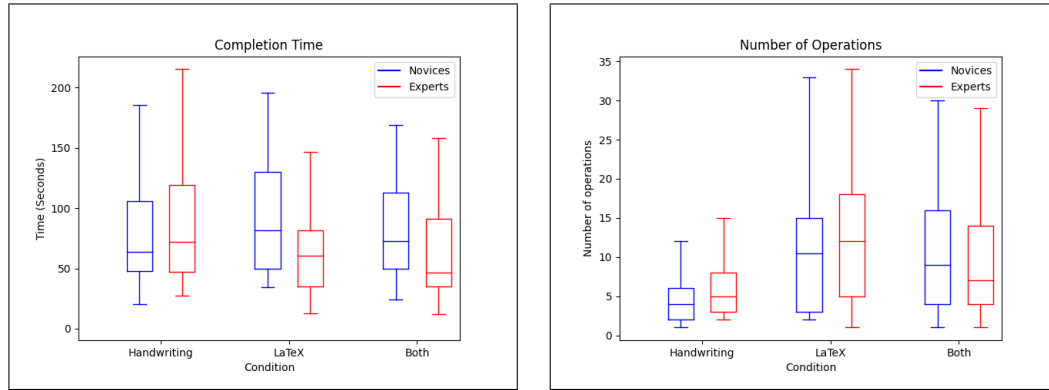 Completion Time
Novices
Experts
200
150
100
50
0
Time (Seconds)
Handwriting
LaTeX
Both
Condition
Number of Operations
Novices
Experts
35
30
25
20
15
10
5
0
Number of operations
Handwriting
LaTeX
Both
Condition